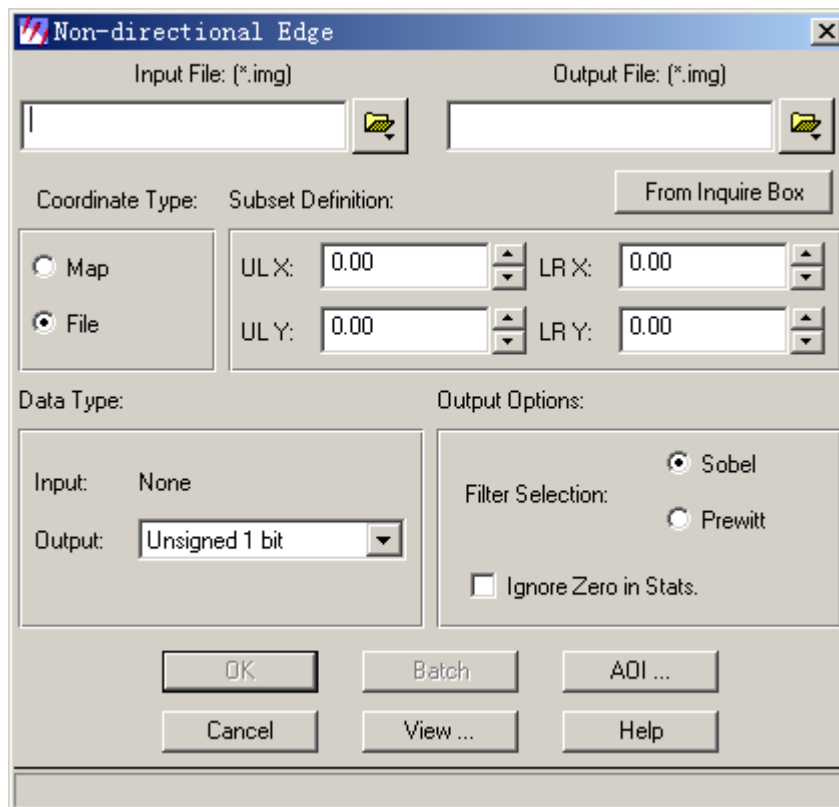 Non-directional Edge
Input File: (*.img)
Output File: (*.img)
From Inquire Box
Coordinate Type:
Subset Definition:
Map
File
UL X: 0.00
LR X: 0.00
UL Y: 0.00
LR Y: 0.00
Data Type:
Output Options:
Input: None
Output: Unsigned 1 bit
Filter Selection:
Sobel
Prewitt
Ignore Zero in Stats.
OK
Batch
AOI ...
Cancel
View ...
Help